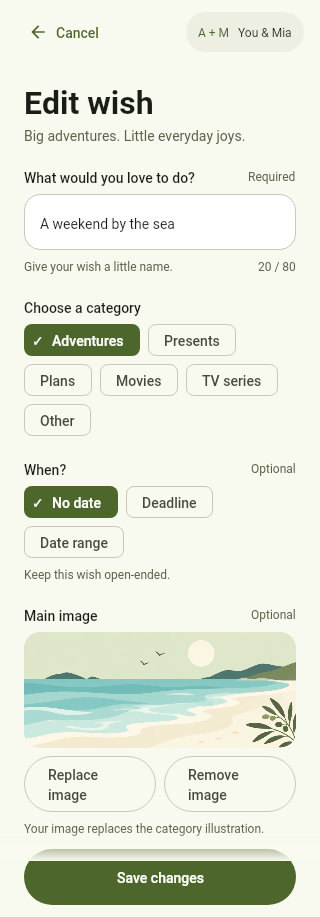 Cancel
A + M You & Mia
Edit wish
Big adventures. Little everyday joys.
What would you love to do? Required
A weekend by the sea
Give your wish a little name. 20 / 80
Choose a category
✓ Adventures Presents
Plans Movies TV series
Other
When? Optional
✓ No date Deadline
Date range
Keep this wish open-ended.
Main image Optional
Replace image Remove image
Your image replaces the category illustration.
Save changes